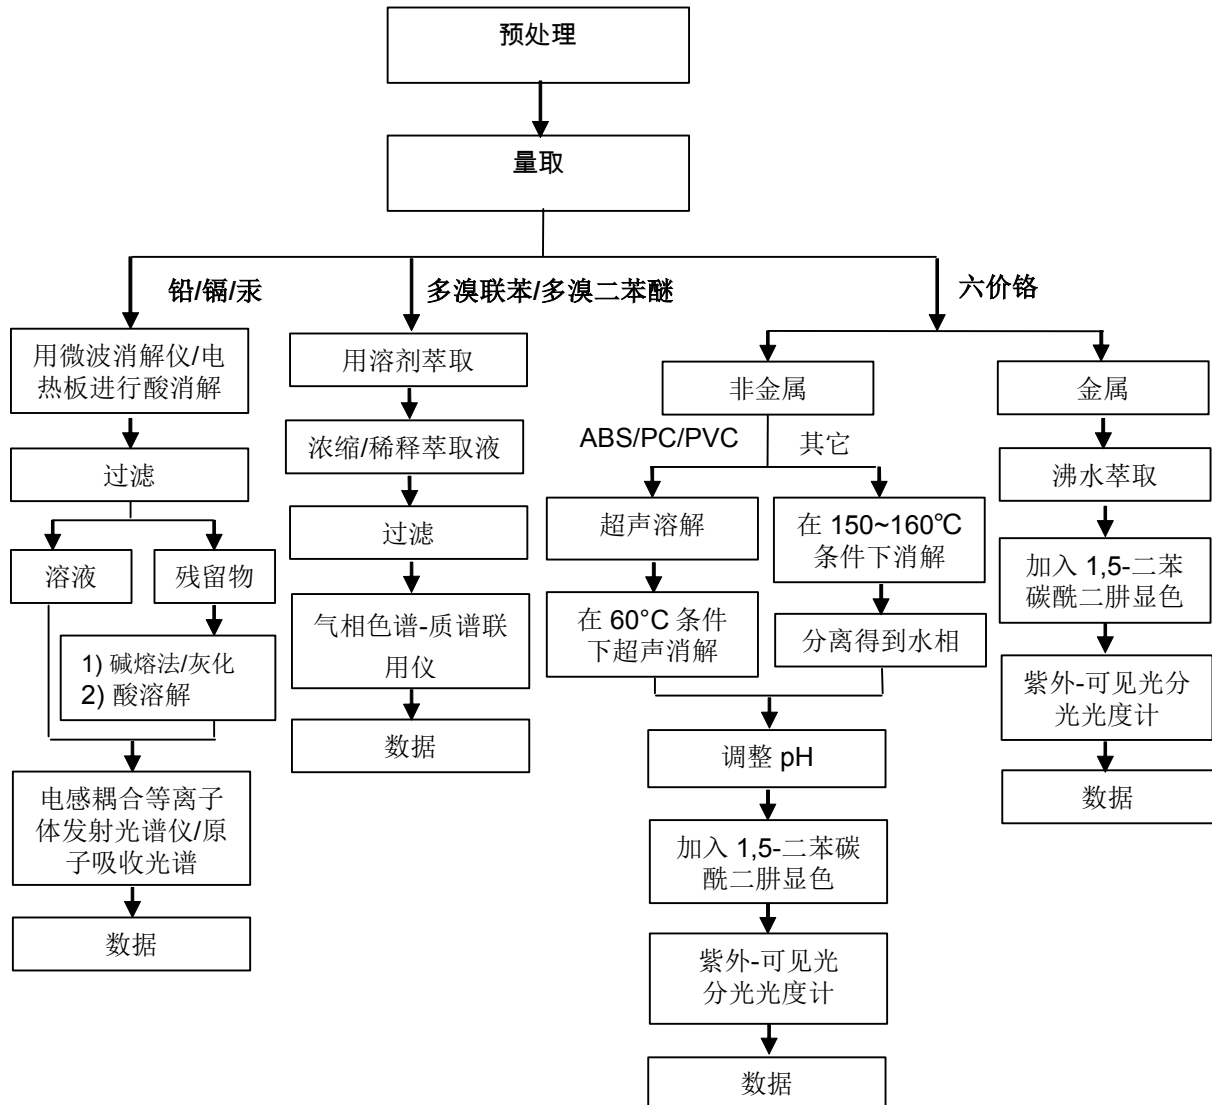 预处理
量取
铅/镉/汞
多溴联苯/多溴二苯醚
六价铬
用微波消解仪/电
热板进行酸消解
过滤
溶液
残留物
1) 碱熔法/灰化
2) 酸溶解
电感耦合等离子
体发射光谱仪/原
子吸收光谱
数据
用溶剂萃取
浓缩/稀释萃取液
过滤
气相色谱-质谱联
用仪
数据
非金属
ABS/PC/PVC
其它
超声溶解
在 60°C 条件
下超声消解
在 150~160℃
条件下消解
分离得到水相
调整 pH
加入 1,5-二苯碳
酰二肼显色
紫外-可见光
分光光度计
数据
金属
沸水萃取
加入 1,5-二苯
碳酰二肼显色
紫外-可见光分
光光度计
数据